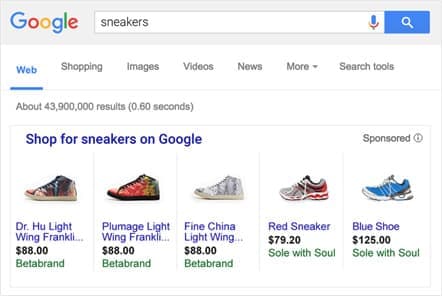 Google
sneakers
Web Shopping Images Videos News More Search tools
About 43,900,000 results (0.60 seconds)
Shop for sneakers on Google Sponsored
Dr. Hu Light
Wing Frankli...
$88.00
Betabrand
Plumage Light
Wing Frankli...
$88.00
Betabrand
Fine China
Light Wing...
$88.00
Betabrand
Red Sneaker
$79.20
Sole with Soul
Blue Shoe
$125.00
Sole with Soul